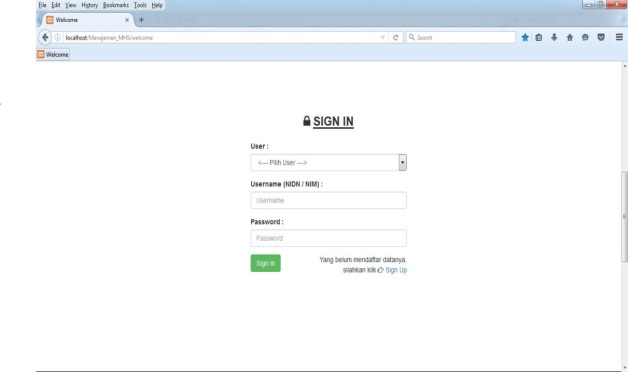 File Edit View History Bookmarks Tools Help
Welcome × +
localhost/Manajemen_MHS/welcome
Search
Welcome
SIGN IN
User :
<--- Pilih User --->
Username (NIDN / NIM) :
Username
Password :
Password
Sign In
Yang belum mendaftar datanya,
silahkan klik Sign Up